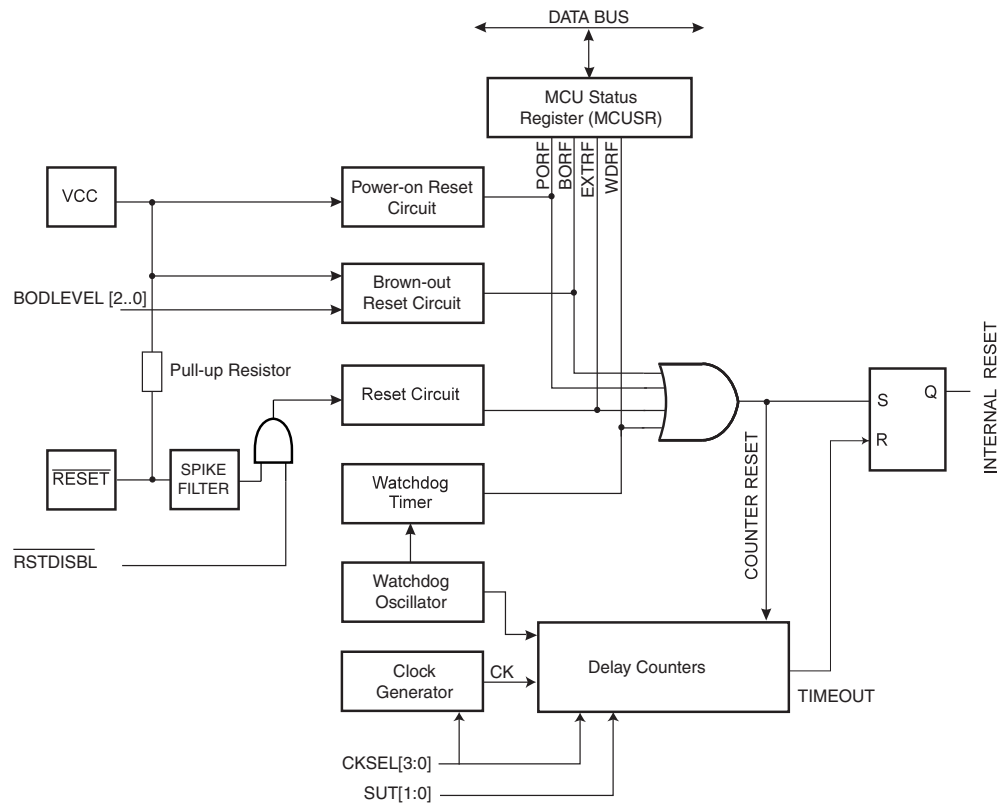 DATA BUS
MCU Status
Register (MCUSR)
PORF
BORF
EXTRF
WDRF
VCC
Power-on Reset
Circuit
Brown-out
Reset Circuit
BODLEVEL [2..0]
Pull-up Resistor
Reset Circuit
RESET
SPIKE
FILTER
RSTDISBL
Watchdog
Timer
Watchdog
Oscillator
Clock
Generator
CK
Delay Counters
COUNTER RESET
S
R
Q
INTERNAL RESET
TIMEOUT
CKSEL[3:0]
SUT[1:0]